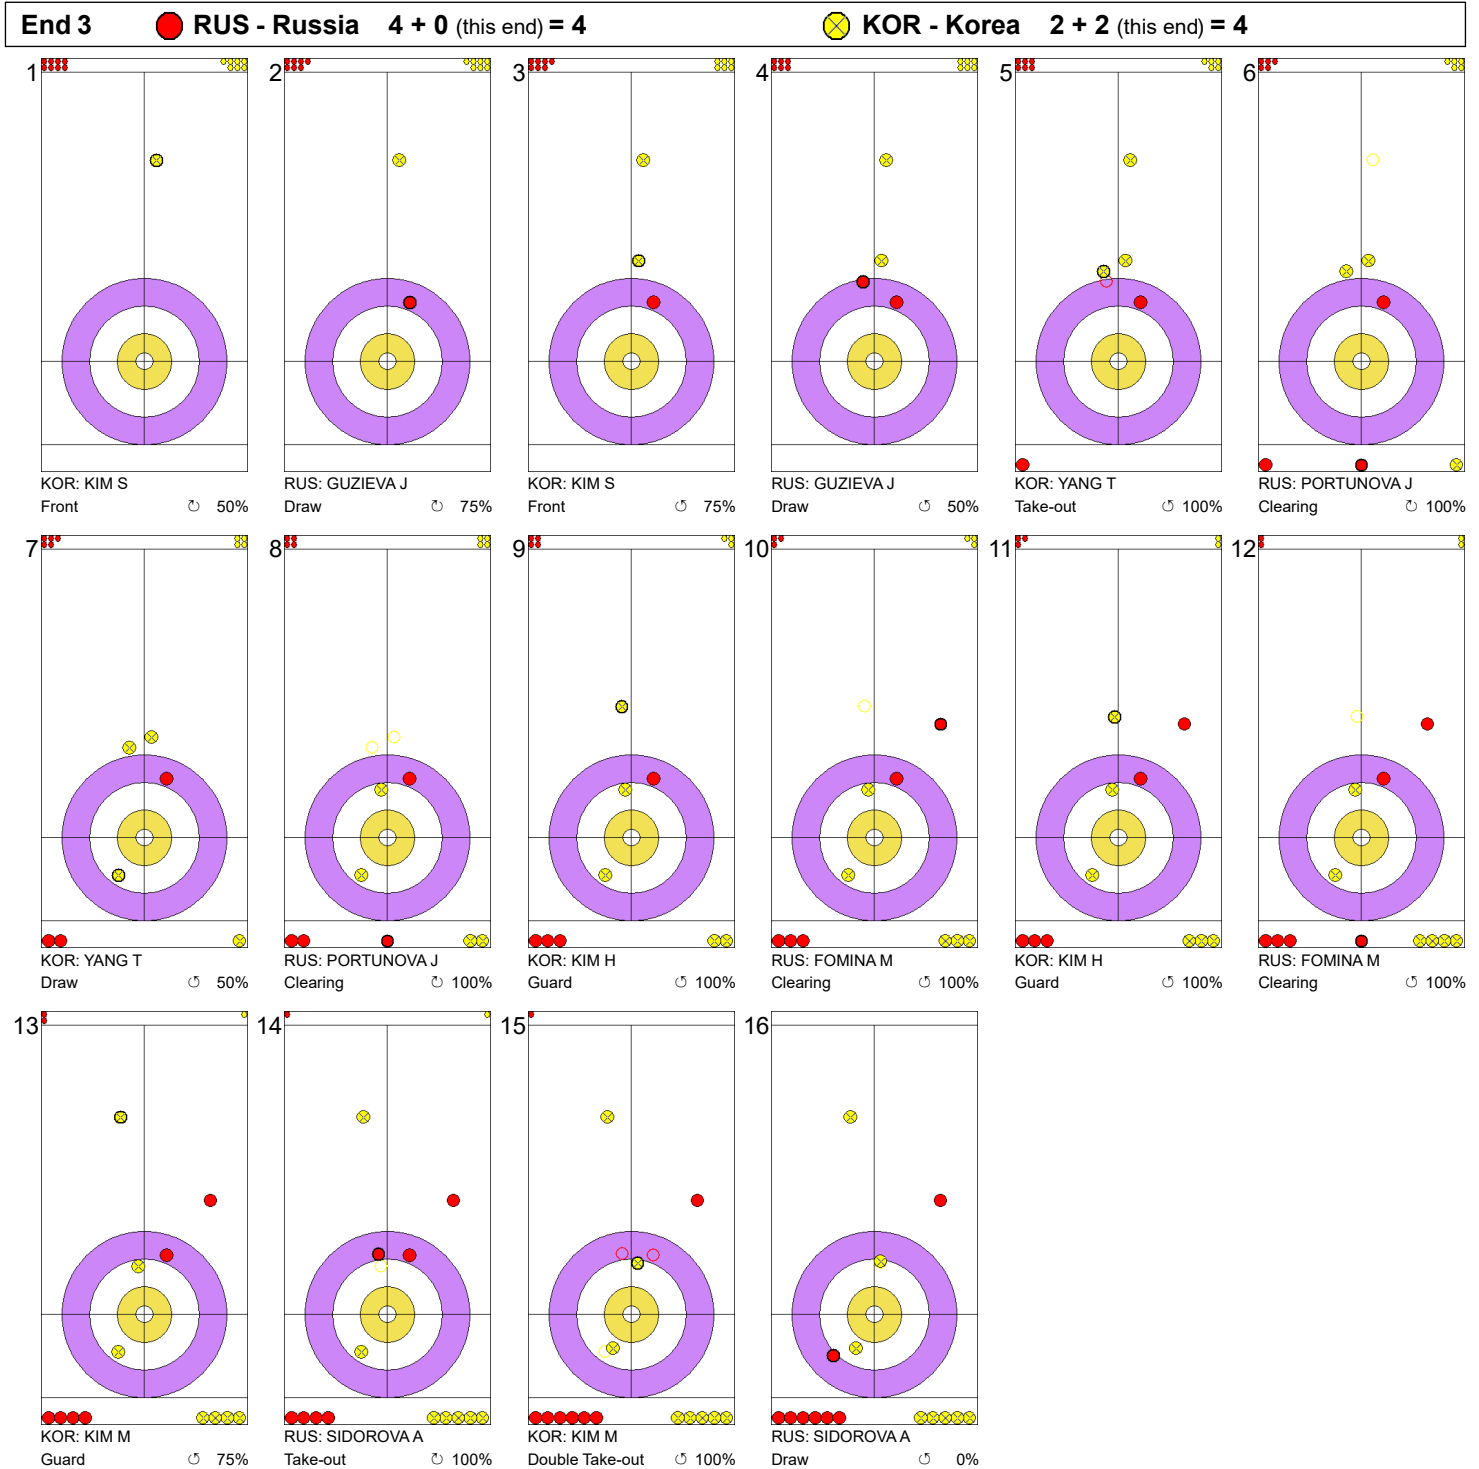 End 3 RUS - Russia 4 + 0 (this end) = 4 KOR - Korea 2 + 2 (this end) = 4
1 2 3 4 5 6
KOR: KIM S RUS: GUZIEVA J KOR: KIM S RUS: GUZIEVA J KOR: YANG T RUS: PORTUNOVA J
Front ↻ 50% Draw ↻ 75% Front ↺ 75% Draw ↺ 50% Take-out ↻ 100% Clearing ↻ 100%
7 8 9 10 11 12
KOR: YANG T RUS: PORTUNOVA J KOR: KIM H RUS: FOMINA M KOR: KIM H RUS: FOMINA M
Draw ↺ 50% Clearing ↻ 100% Guard ↺ 100% Clearing ↺ 100% Guard ↺ 100% Clearing ↺ 100%
13 14 15 16
KOR: KIM M RUS: SIDOROVA A KOR: KIM M RUS: SIDOROVA A
Guard ↺ 75% Take-out ↺ 100% Double Take-out ↺ 100% Draw ↺ 0%